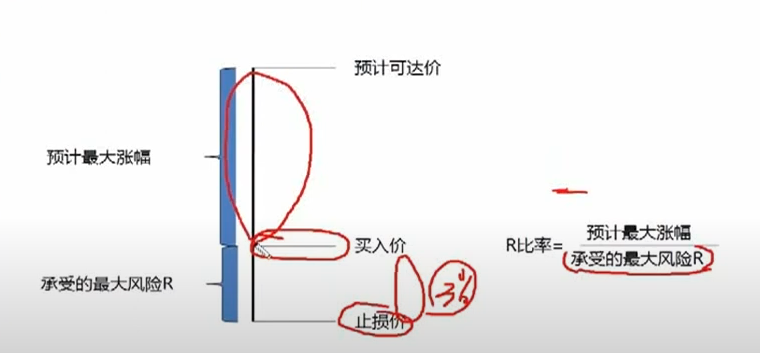 预计可达价
预计最大涨幅
买入价
R比率=
预计最大涨幅
承受的最大风险R
承受的最大风险R
止损价
-3%